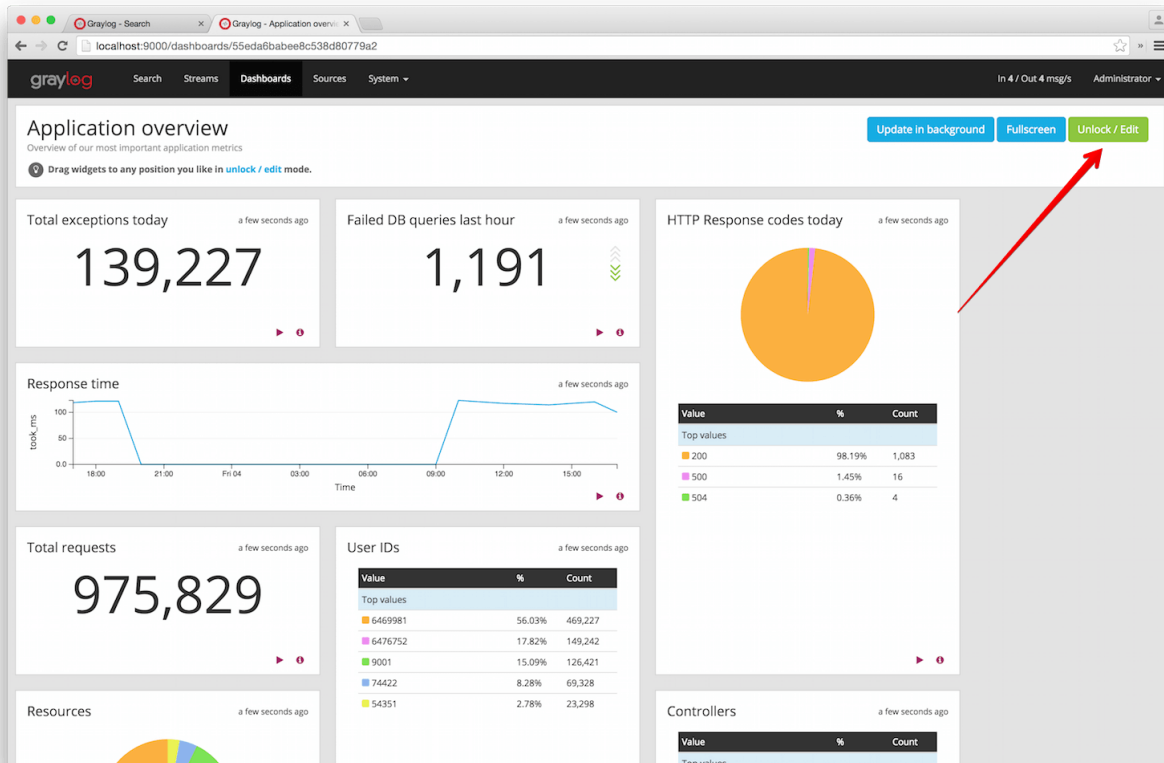 Graylog - Search
Graylog - Application overvi
localhost:9000/dashboards/55eda6babee8c538d80779a2
graylog Search Streams Dashboards Sources System In 4 / Out 4 msg/s Administrator
Application overview
Overview of our most important application metrics
Drag widgets to any position you like in unlock / edit mode.
Update in background Fullscreen Unlock / Edit
Total exceptions today a few seconds ago
139,227
Failed DB queries last hour a few seconds ago
1,191
HTTP Response codes today a few seconds ago
Value % Count
Top values
200 98.19% 1,083
500 1.45% 16
504 0.36% 4
Response time a few seconds ago
took_ms
100
50
0.0
18:00 21:00 Fri 04 03:00 06:00 09:00 12:00 15:00
Time
Total requests a few seconds ago
975,829
User IDs a few seconds ago
Value % Count
Top values
6469981 56.03% 469,227
6476752 17.82% 149,242
9001 15.09% 126,421
74422 8.28% 69,328
54351 2.78% 23,298
Resources a few seconds ago
Controllers a few seconds ago
Value % Count
Top values